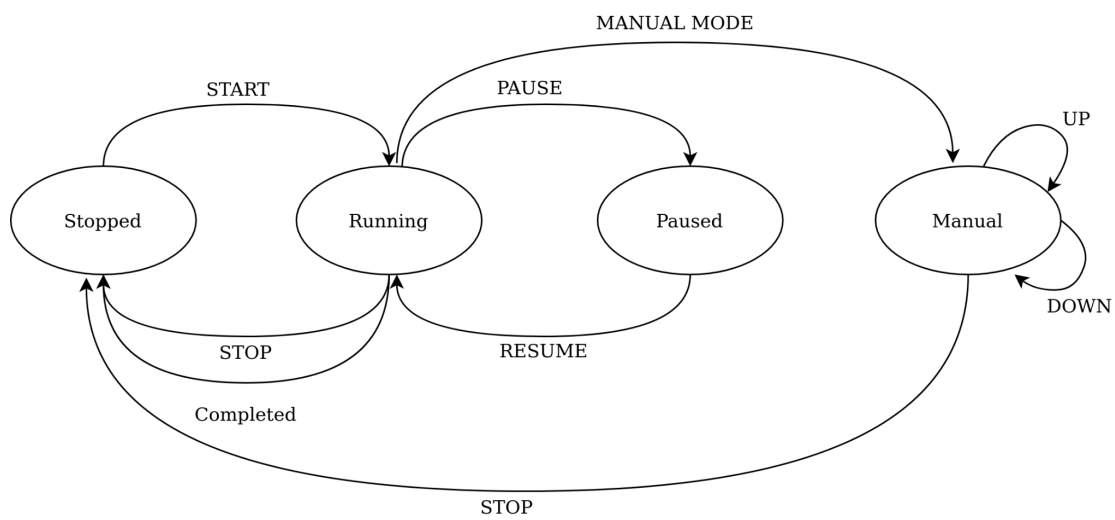 MANUAL MODE
START
PAUSE
UP
Stopped
Running
Paused
Manual
DOWN
STOP
RESUME
Completed
STOP